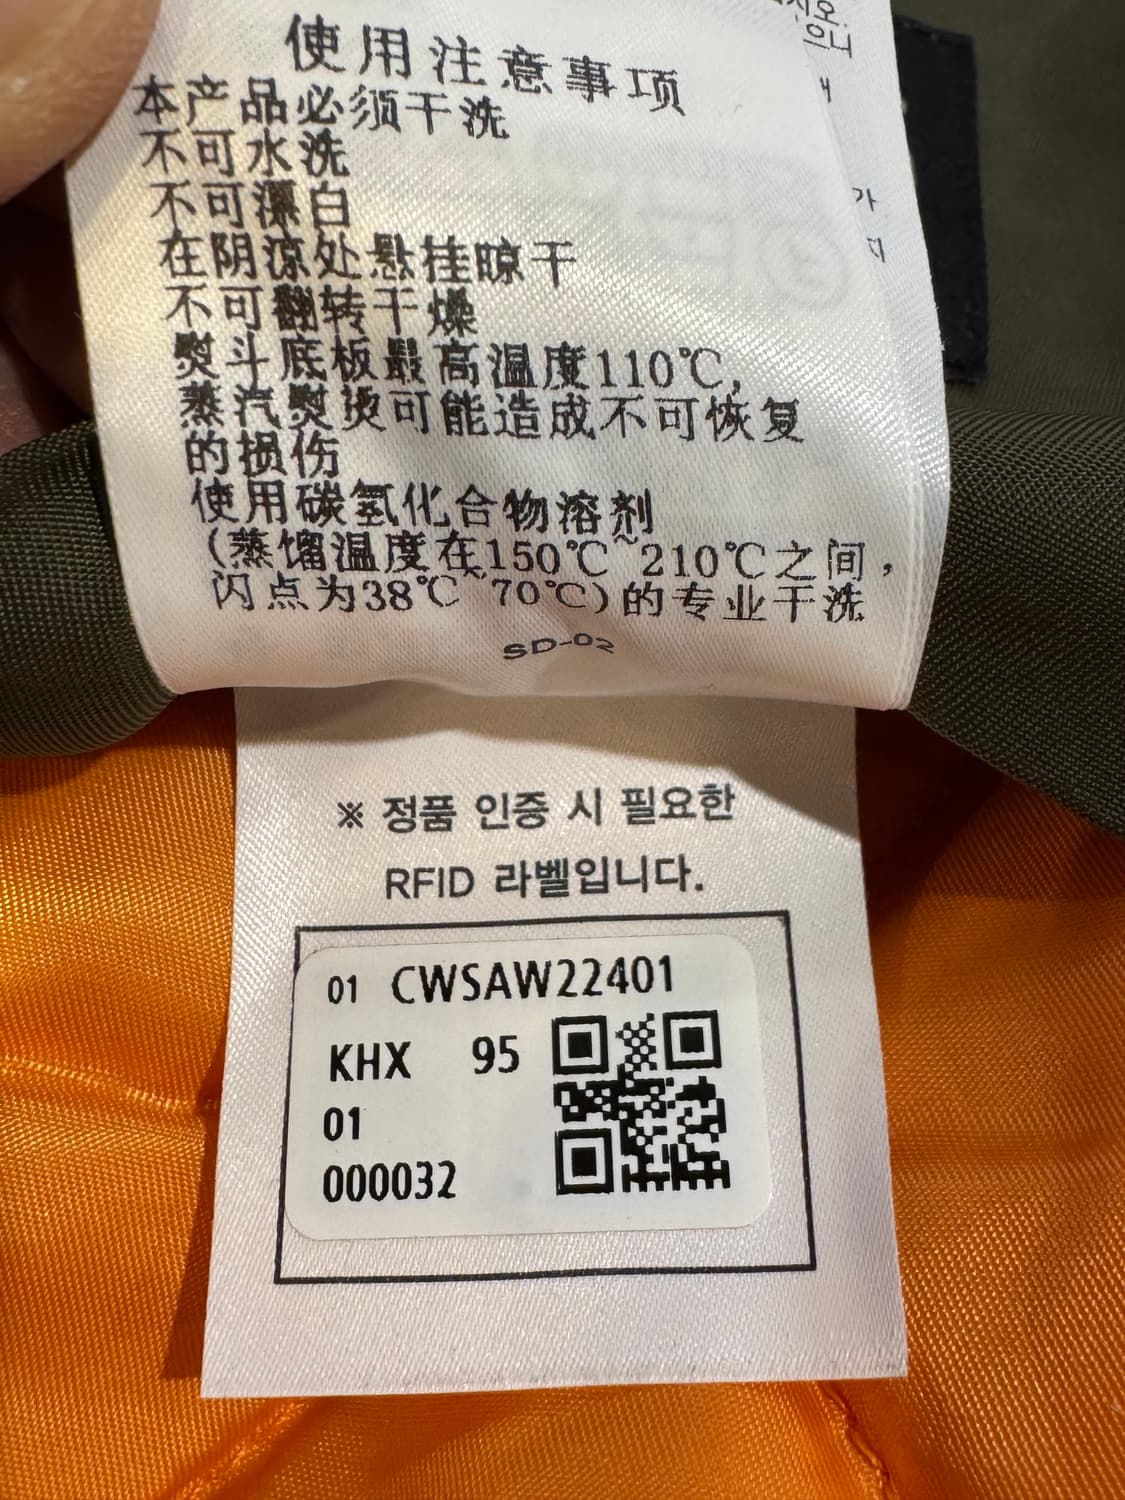 使用注意事项
本产品必须干洗
不可水洗
不可漂白
在阴凉处悬挂晾干
不可翻转干燥
熨斗底板最高温度110℃,
蒸汽熨烫可能造成不可恢复
的损伤
使用碳氢化合物溶剂
(蒸馏温度在150℃~210℃之间,
闪点为38℃~70℃)的专业干洗
SD-02
※ 정품 인증 시 필요한
RFID 라벨입니다.
01 CWSAW22401
KHX 95
01
000032